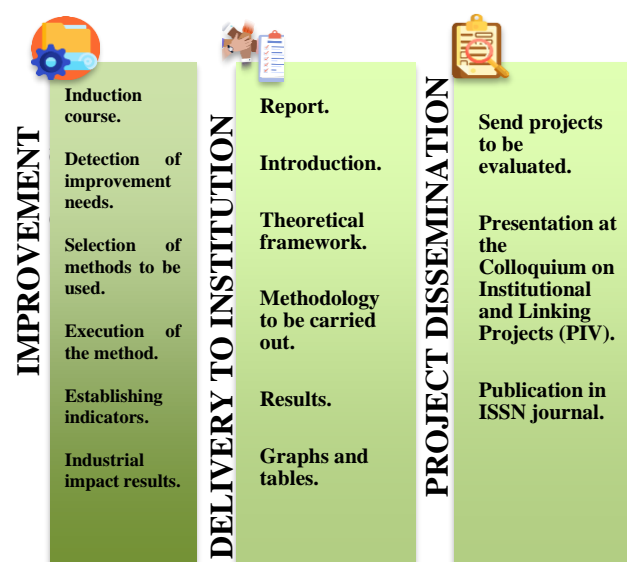 IMPROVEMENT
Induction
course.
Detection of
improvement
needs.
Selection of
methods to be
used.
Execution of
the method.
Establishing
indicators.
Industrial
impact results.
DELIVERY TO INSTITUTION
Report.
Introduction.
Theoretical
framework.
Methodology
to be carried
out.
Results.
Graphs and
tables.
PROJECT DISSEMINATION
Send projects
to be
evaluated.
Presentation at
the
Colloquium on
Institutional
and Linking
Projects (PIV).
Publication in
ISSN journal.